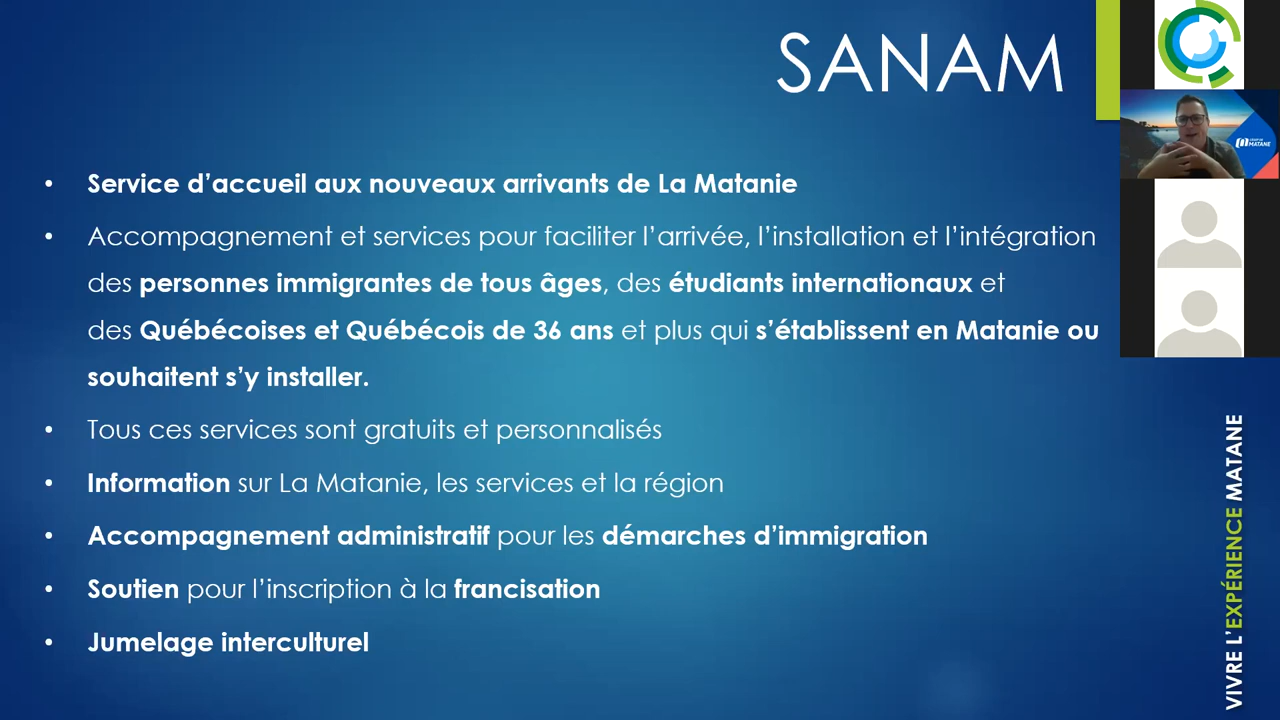 SANAM
• Service d’accueil aux nouveaux arrivants de La Matanie
• Accompagnement et services pour faciliter l’arrivée, l’installation et l’intégration
des personnes immigrantes de tous âges, des étudiants internationaux et
des Québécoises et Québécois de 36 ans et plus qui s’établissent en Matanie ou
souhaitent s’y installer.
• Tous ces services sont gratuits et personnalisés
• Information sur La Matanie, les services et la région
• Accompagnement administratif pour les démarches d’immigration
• Soutien pour l’inscription à la francisation
• Jumelage interculturel
MATANE
VIVRE L’EXPÉRIENCE MATANE